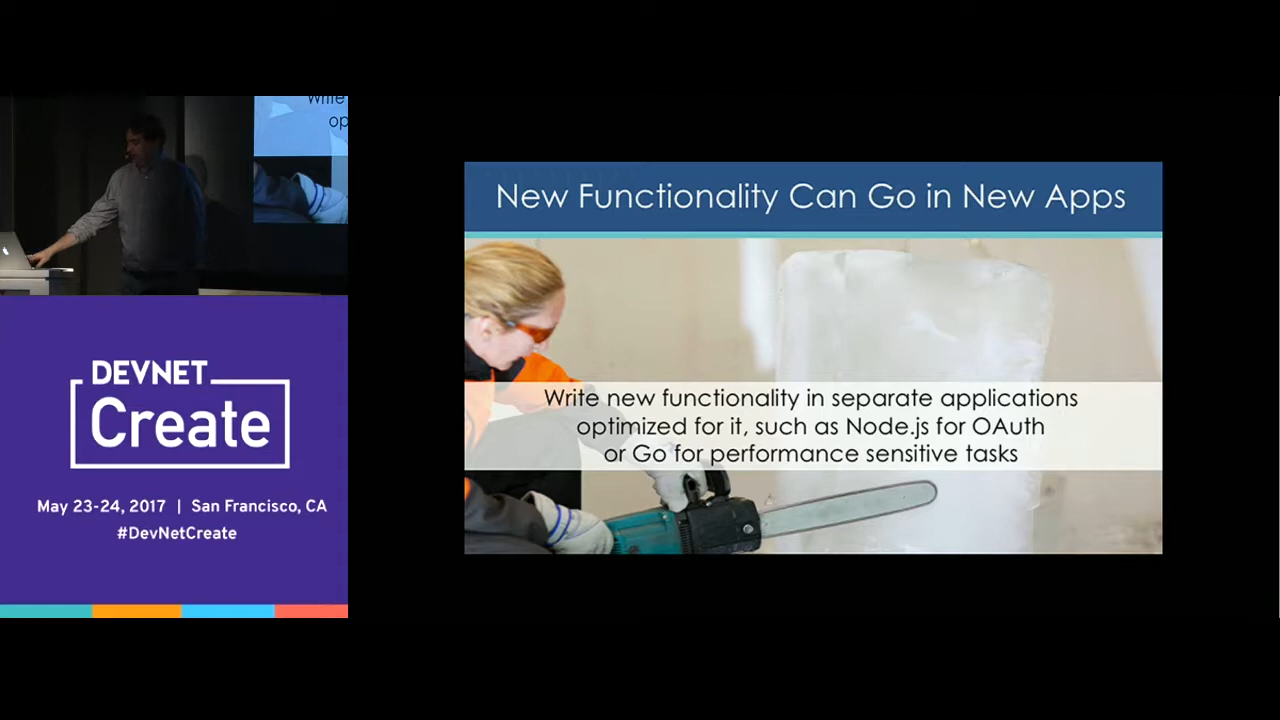 Write
op
DEVNET
Create
May 23-24, 2017 | San Francisco, CA
#DevNetCreate
New Functionality Can Go in New Apps
Write new functionality in separate applications
optimized for it, such as Node.js for OAuth
or Go for performance sensitive tasks